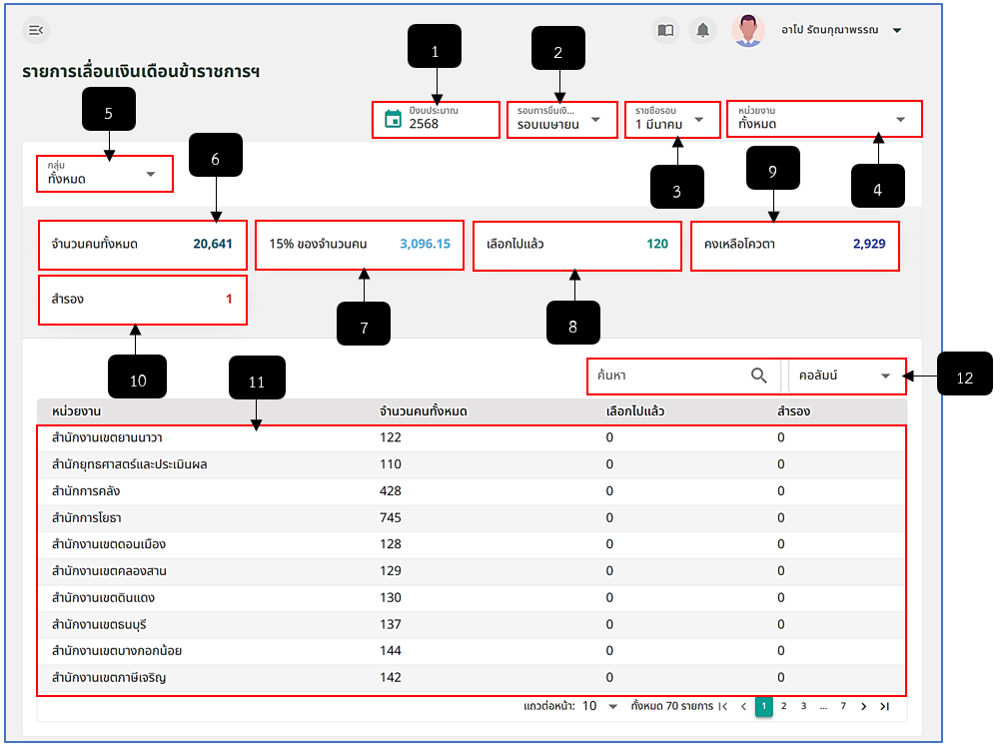 อาโป รัตนกุณาพรรณ
รายการเลื่อนเงินเดือนข้าราชการฯ
1
2
5
ปีงบประมาณ
2568
รอบการขึ้นเงิ...
รอบเมษายน
รายชื่อรอบ
1 มีนาคม
หน่วยงาน
ทั้งหมด
6
9
3
4
กลุ่ม
ทั้งหมด
จำนวนคนทั้งหมด 20,641
15% ของจำนวนคน 3,096.15
เลือกไปแล้ว 120
คงเหลือโควตา 2,929
สำรอง 1
7
8
10
11
12
ค้นหา
คอลัมน์
หน่วยงาน จำนวนคนทั้งหมด เลือกไปแล้ว สำรอง
สำนักงานเขตยานนาวา 122 0 0
สำนักยุทธศาสตร์และประเมินผล 110 0 0
สำนักการคลัง 428 0 0
สำนักการโยธา 745 0 0
สำนักงานเขตดอนเมือง 128 0 0
สำนักงานเขตคลองสาน 129 0 0
สำนักงานเขตดินแดง 130 0 0
สำนักงานเขตธนบุรี 137 0 0
สำนักงานเขตบางกอกน้อย 144 0 0
สำนักงานเขตภาษีเจริญ 142 0 0
แถวต่อหน้า: 10 ทั้งหมด 70 รายการ 1 2 3 ... 7